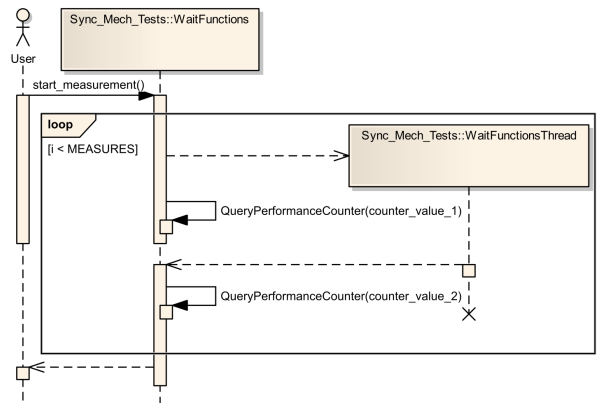 Sync_Mech_Tests::WaitFunctions
User
start_measurement()
loop
Sync_Mech_Tests::WaitFunctionsThread
[i < MEASURES]
QueryPerformanceCounter(counter_value_1)
QueryPerformanceCounter(counter_value_2)